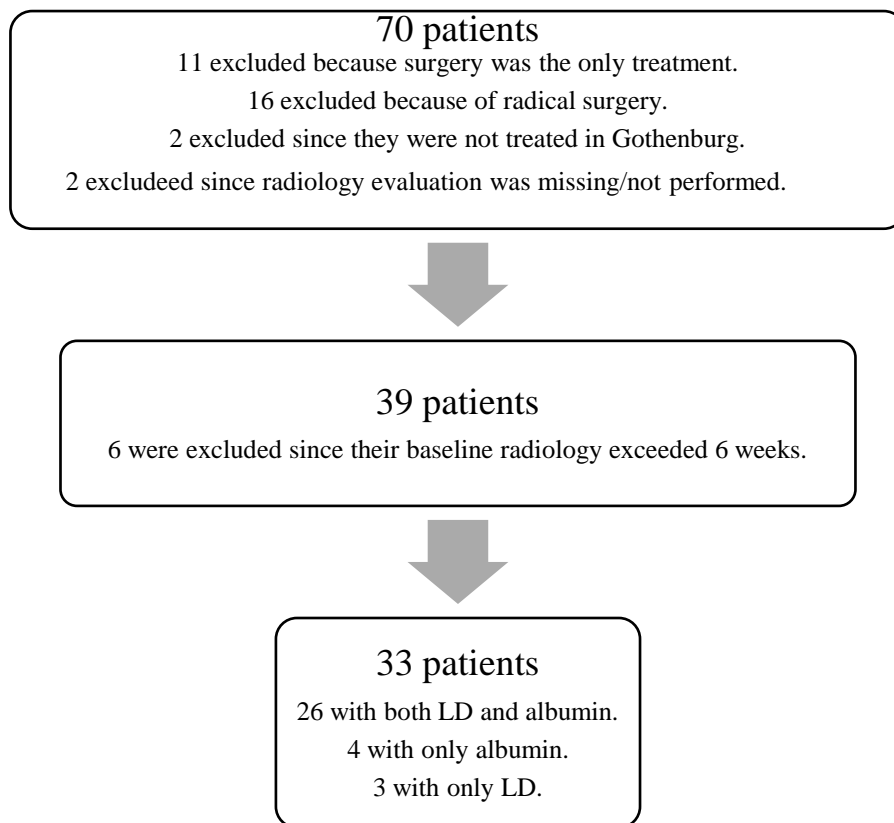 70 patients
11 excluded because surgery was the only treatment.
16 excluded because of radical surgery.
2 excluded since they were not treated in Gothenburg.
2 excludeed since radiology evaluation was missing/not performed.
39 patients
6 were excluded since their baseline radiology exceeded 6 weeks.
33 patients
26 with both LD and albumin.
4 with only albumin.
3 with only LD.